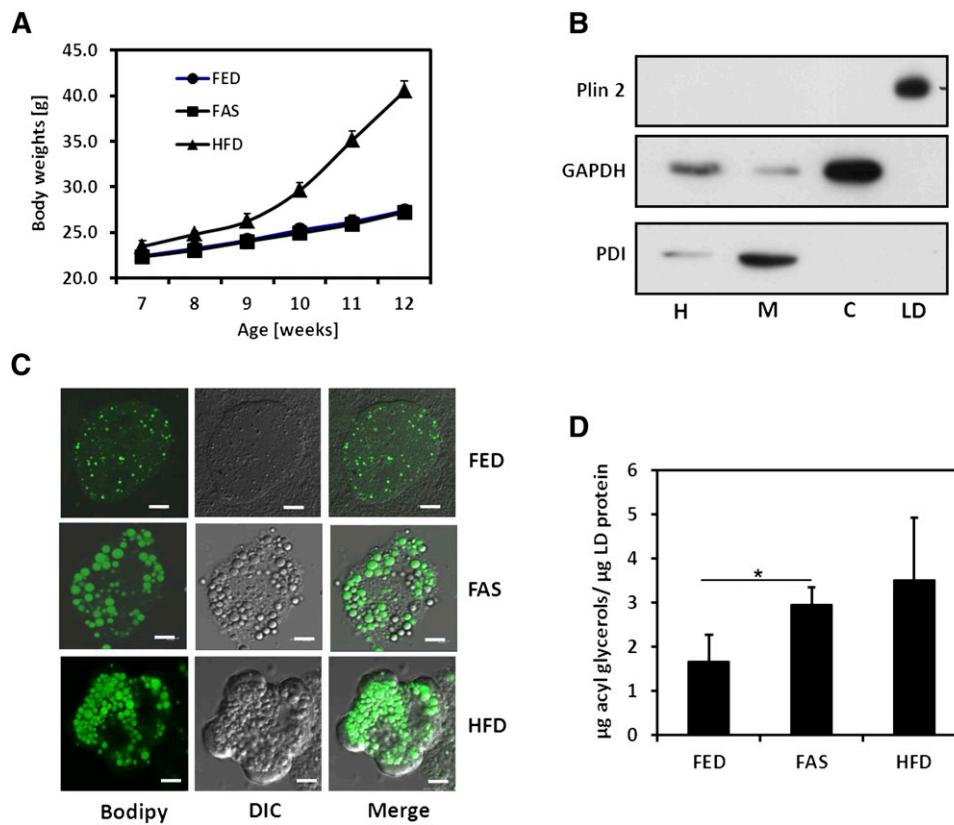 A
45.0
40.0
35.0
30.0
25.0
20.0
Body weights [g]
FED
FAS
HFD
7 8 9 10 11 12
Age [weeks]
B
Plin 2
GAPDH
PDI
H M C LD
C
FED
FAS
HFD
Bodipy DIC Merge
D
6
5
4
3
2
1
0
µg acyl glycerols/ µg LD protein
*
FED FAS HFD